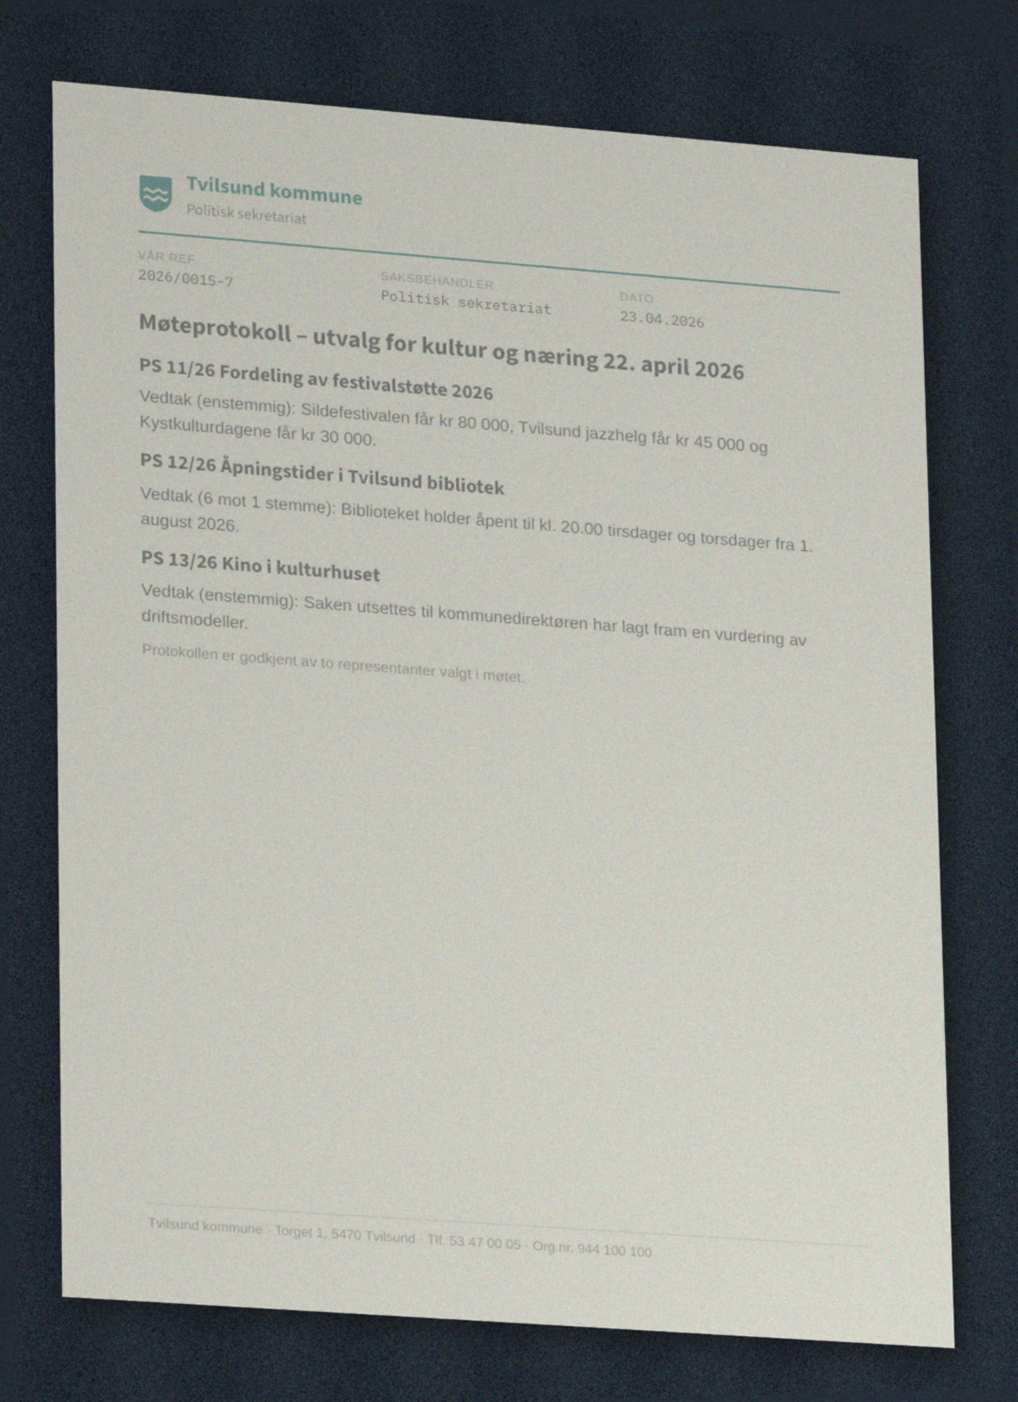 Tvilsund kommune
Politisk sekretariat
VÅR REF.
2026/0015-7
SAKSBEHANDLER
Politisk sekretariat
DATO
23.04.2026
Møteprotokoll – utvalg for kultur og næring 22. april 2026
PS 11/26 Fordeling av festivalstøtte 2026
Vedtak (enstemmig): Sildefestivalen får kr 80 000, Tvilsund jazzhelg får kr 45 000 og
Kystkulturdagene får kr 30 000.
PS 12/26 Åpningstider i Tvilsund bibliotek
Vedtak (6 mot 1 stemme): Biblioteket holder åpent til kl. 20.00 tirsdager og torsdager fra 1.
august 2026.
PS 13/26 Kino i kulturhuset
Vedtak (enstemmig): Saken utsettes til kommunedirektøren har lagt fram en vurdering av
driftsmodeller.
Protokollen er godkjent av to representanter valgt i møtet.
Tvilsund kommune · Torget 1, 5470 Tvilsund · Tlf. 53 47 00 05 · Org.nr. 944 100 100